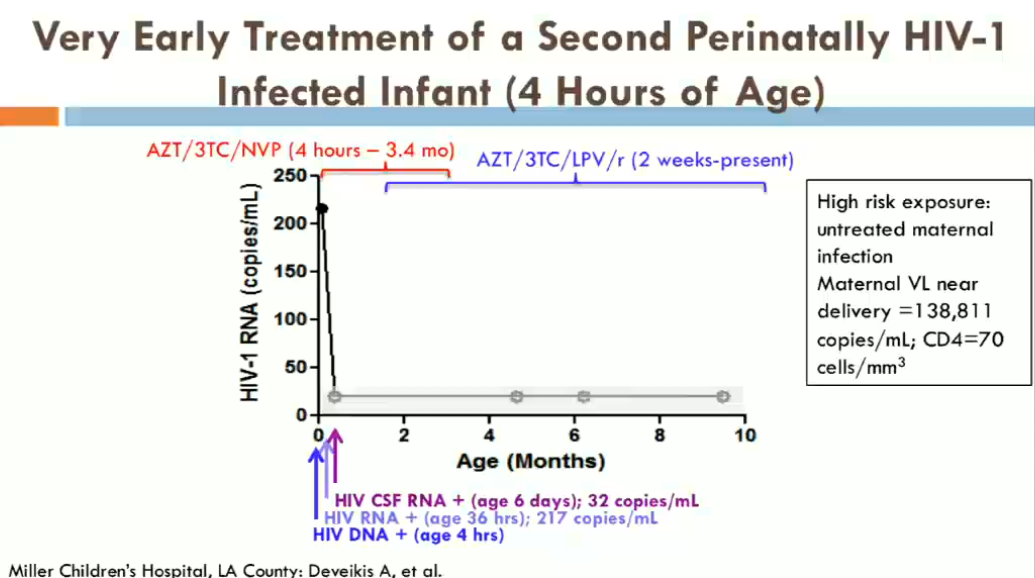 Very Early Treatment of a Second Perinatally HIV-1
Infected Infant (4 Hours of Age)
AZT/3TC/NVP (4 hours – 3.4 mo)
AZT/3TC/LPV/r (2 weeks-present)
250
200
150
100
50
0
HIV-1 RNA (copies/mL)
0 2 4 6 8 10
Age (Months)
HIV CSF RNA + (age 6 days); 32 copies/mL
HIV RNA + (age 36 hrs); 217 copies/mL
HIV DNA + (age 4 hrs)
High risk exposure:
untreated maternal
infection
Maternal VL near
delivery =138,811
copies/mL; CD4=70
cells/mm³
Miller Children's Hospital, LA County: Deveikis A, et al.